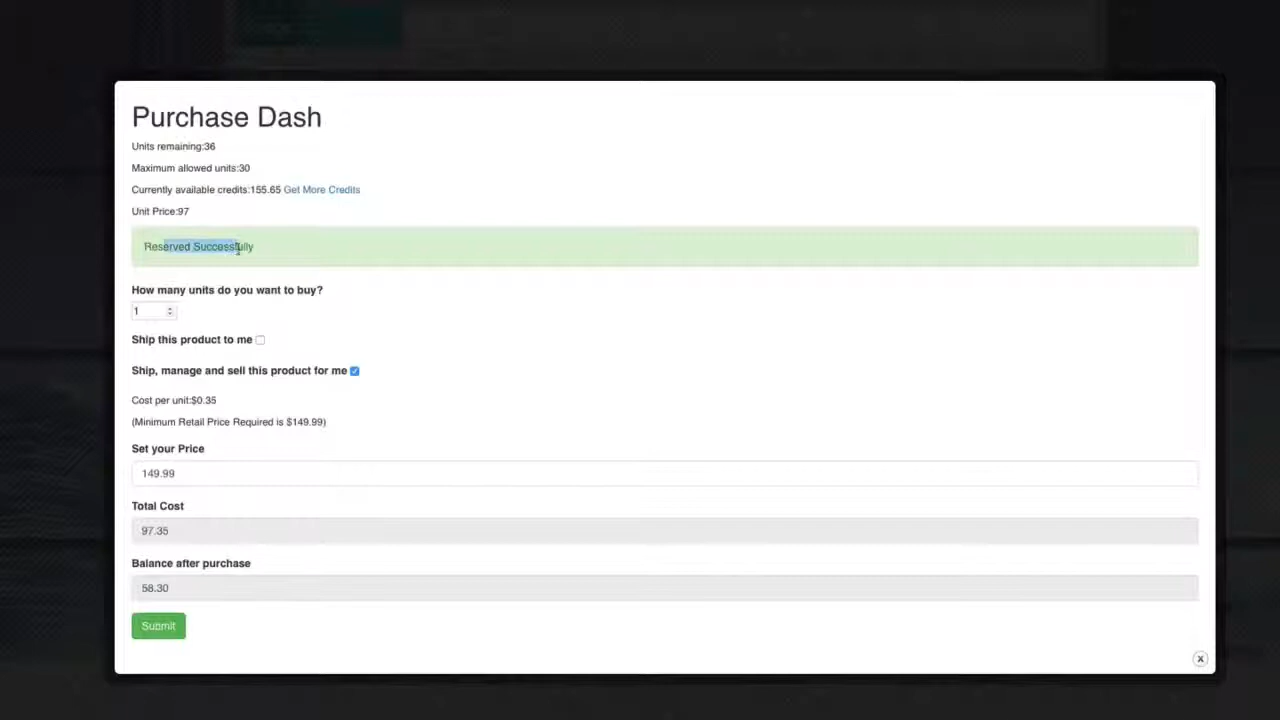 Purchase Dash
Units remaining:36
Maximum allowed units:30
Currently available credits:155.65 Get More Credits
Unit Price:97
Reserved Successfully
How many units do you want to buy?
1
Ship this product to me
Ship, manage and sell this product for me
Cost per unit:$0.35
(Minimum Retail Price Required is $149.99)
Set your Price
149.99
Total Cost
97.35
Balance after purchase
58.30
Submit
x